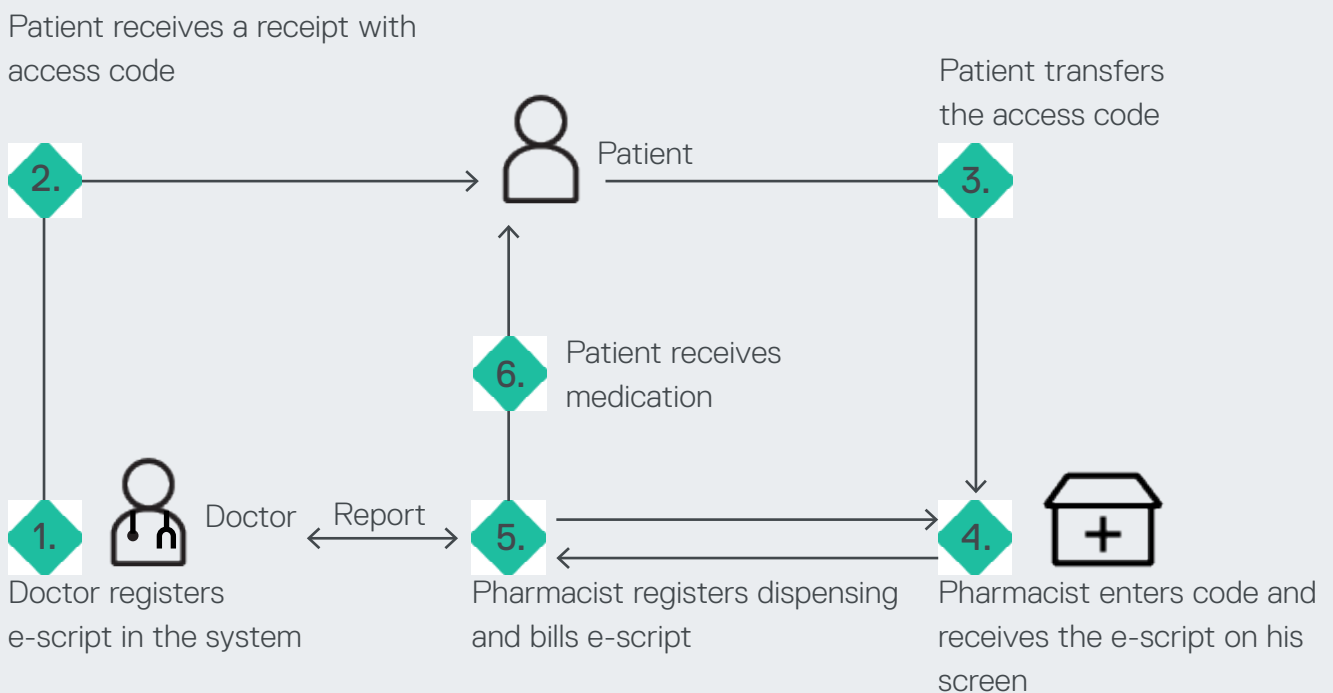 Patient receives a receipt with
access code
Patient transfers
the access code
2.
Patient
3.
6.
Patient receives
medication
1.
Doctor
Report
5.
4.
Doctor registers
e-script in the system
Pharmacist registers dispensing
and bills e-script
Pharmacist enters code and
receives the e-script on his
screen